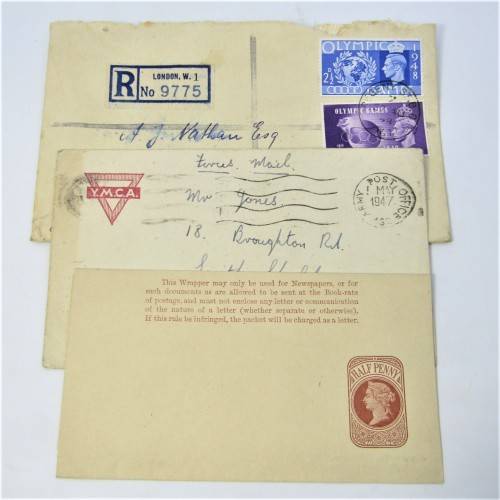 OLYMPIC
1948
2½D
GAMES
R
LONDON, W. 1
No 9775
OLYMPIC GAMES
A J. Nathan Esq
Forces Mail
Y.M.C.A.
Mr Jones.
18. Broughton Rd.
ARMY POST OFFICE
1 MAY
1947
This Wrapper may only be used for Newspapers, or for
such documents as are allowed to be sent at the Book-rate
of postage, and must not enclose any letter or communication
of the nature of a letter (whether separate or otherwise).
If this rule be infringed, the packet will be charged as a letter.
HALF PENNY